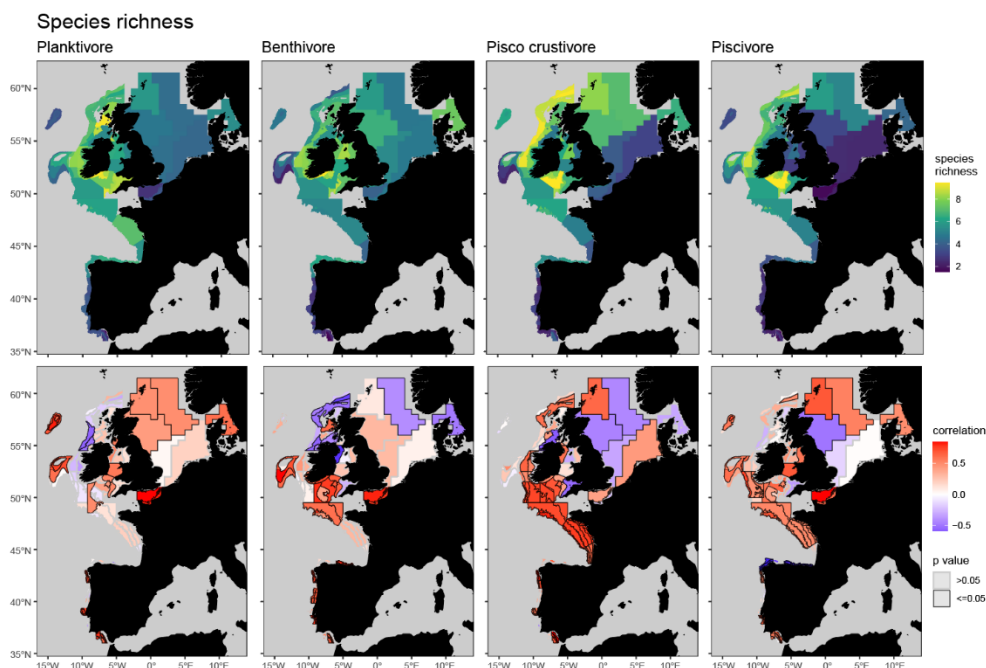 Species richness
Planktivore
Benthivore
Pisco crustivore
Piscivore
60°N
55°N
50°N
45°N
40°N
35°N
species
richness
8
6
4
2
60°N
55°N
50°N
45°N
40°N
35°N
correlation
0.5
0.0
−0.5
p value
>0.05
<=0.05
15°W 10°W 5°W 0° 5°E 10°E
15°W 10°W 5°W 0° 5°E 10°E
15°W 10°W 5°W 0° 5°E 10°E
15°W 10°W 5°W 0° 5°E 10°E